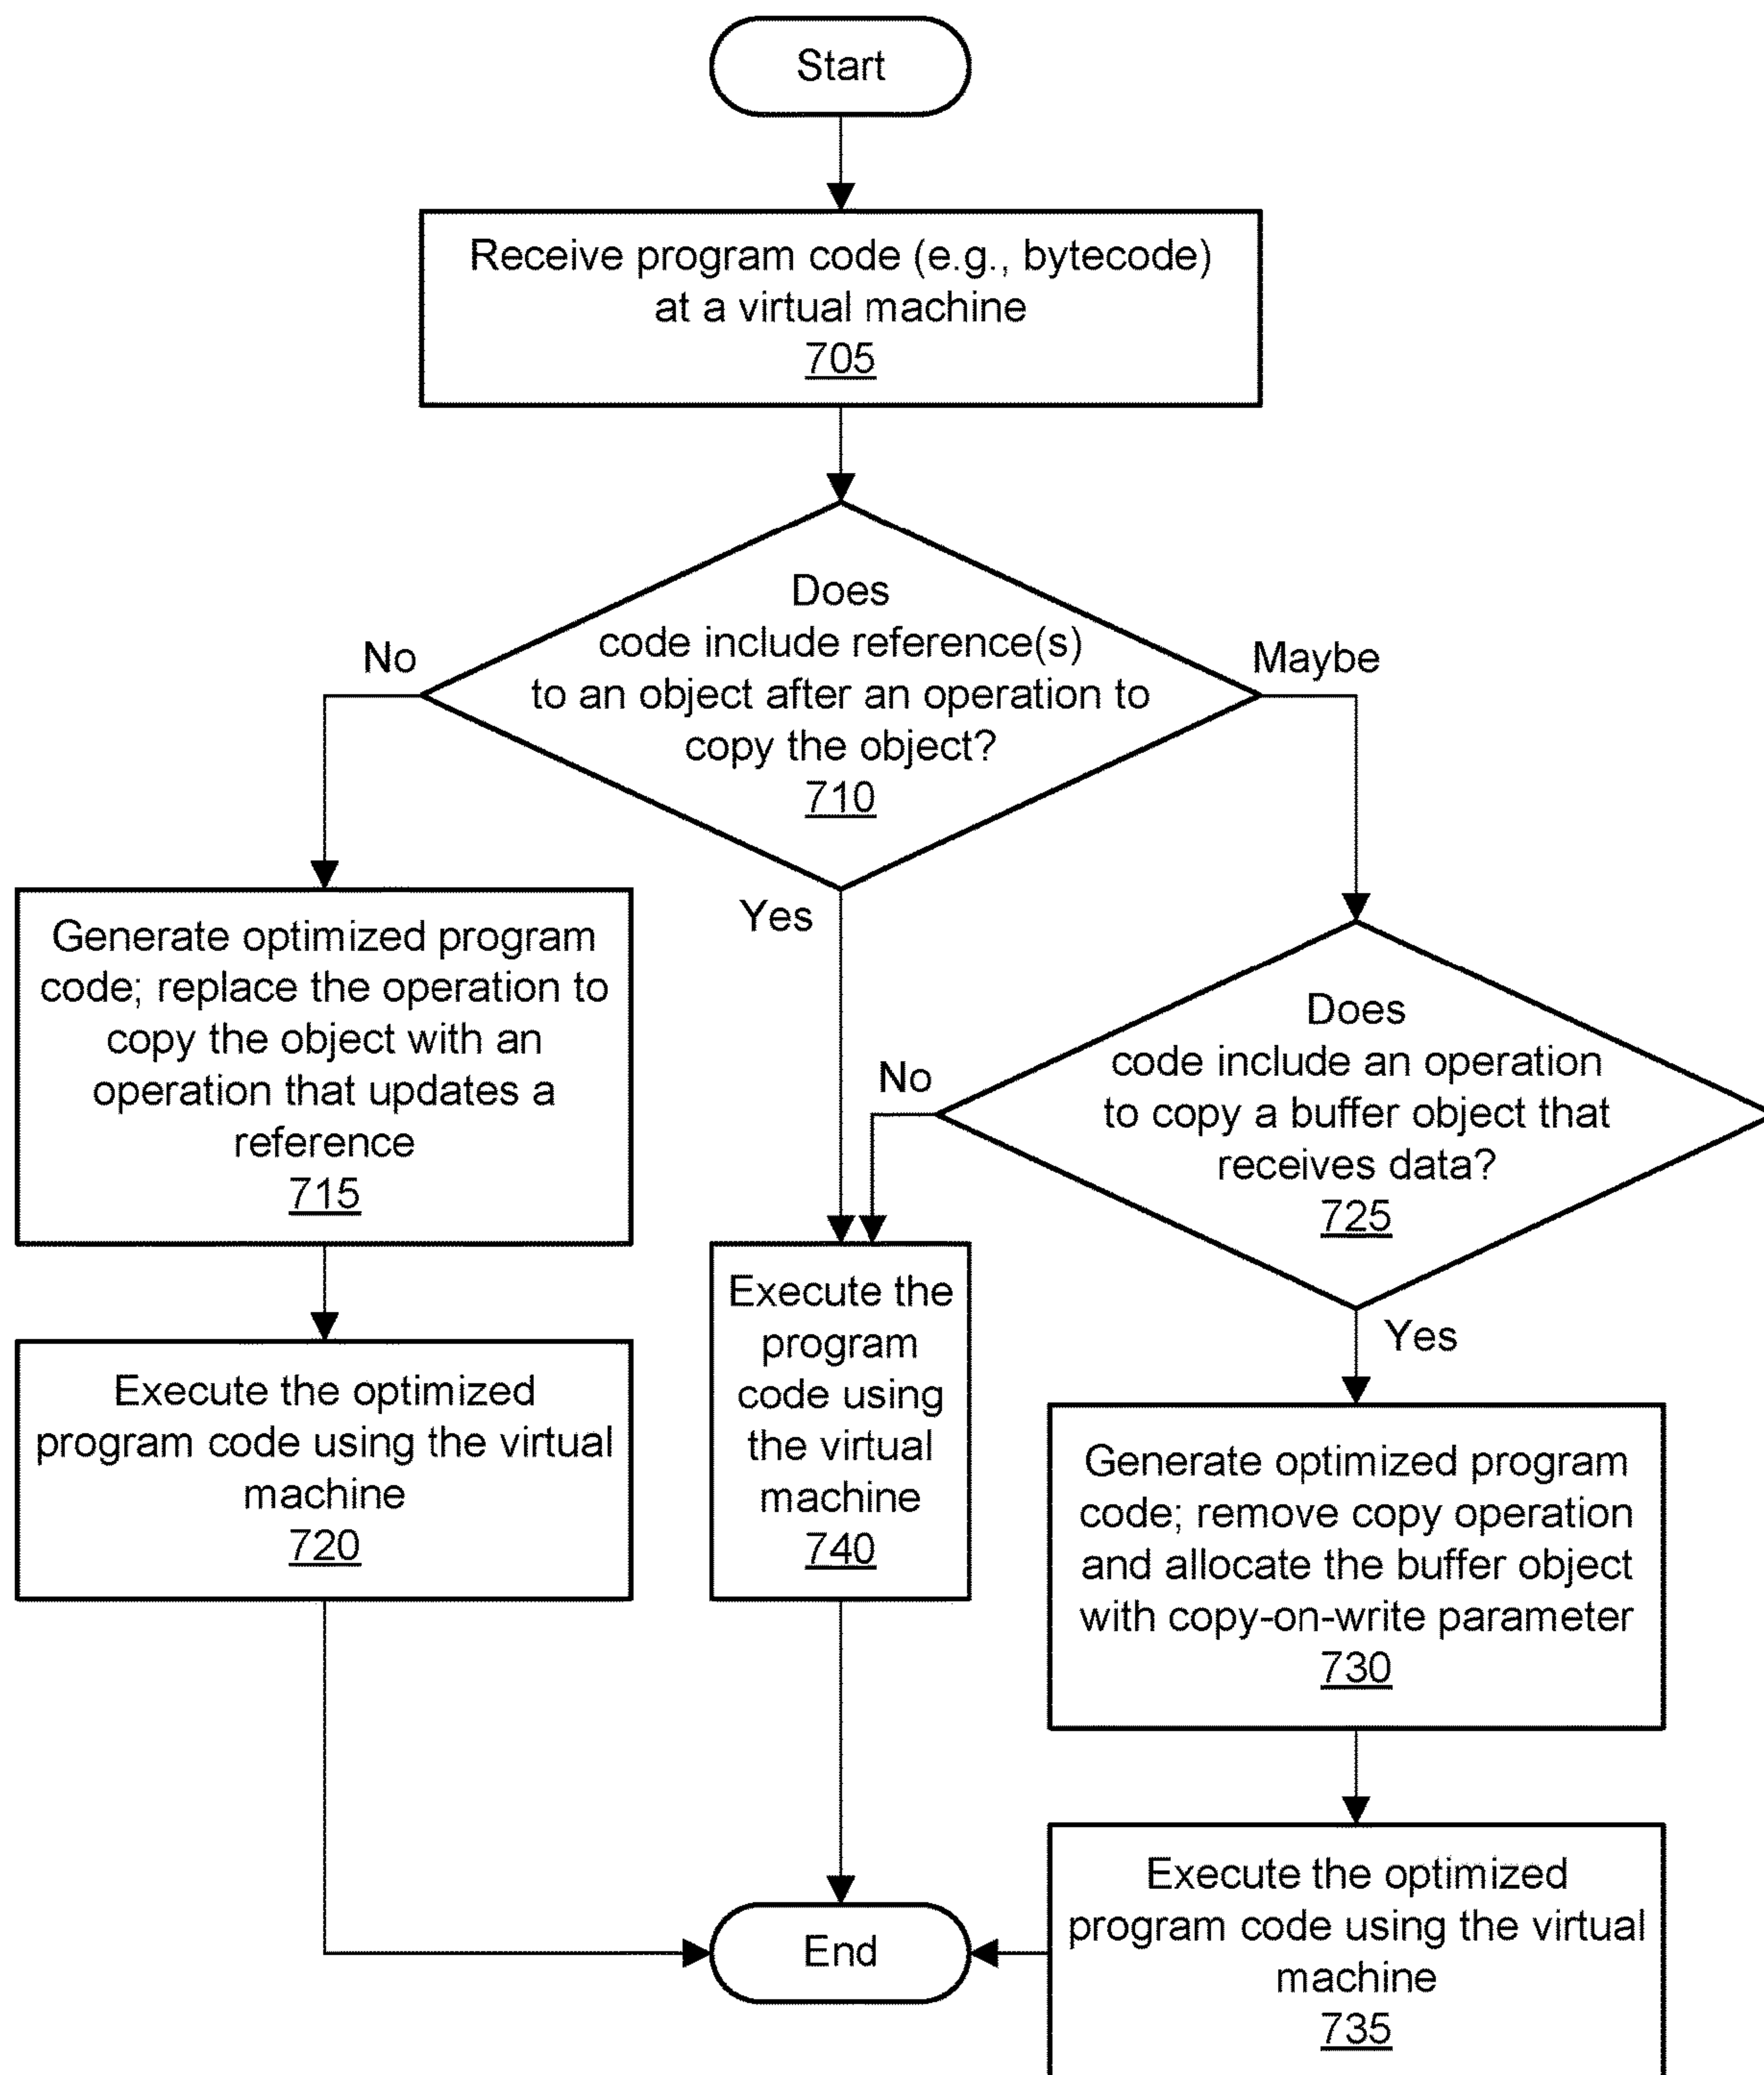 Start
Receive program code (e.g., bytecode)
at a virtual machine
705
Does
code include reference(s)
to an object after an operation to
copy the object?
710
No
Maybe
Yes
Generate optimized program
code; replace the operation to
copy the object with an
operation that updates a
reference
715
Does
code include an operation
to copy a buffer object that
receives data?
725
No
Yes
Execute the optimized
program code using the virtual
machine
720
Execute the
program
code using
the virtual
machine
740
Generate optimized program
code; remove copy operation
and allocate the buffer object
with copy-on-write parameter
730
Execute the optimized
program code using the virtual
machine
735
End